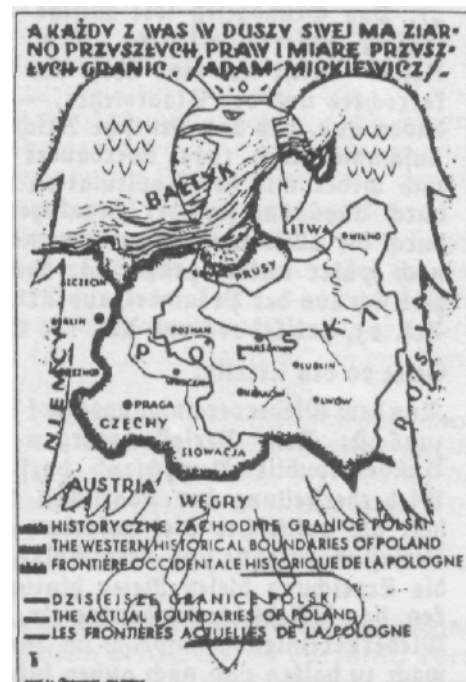 A KAŻDY Z WAS W DUSZY SWEJ MA ZIAR-
NO PRZYSZŁYCH PRAW I MIARĘ PRZYSZ-
ŁYCH GRANIC. /ADAM MICKIEWICZ/.
BAŁTYK
LITWA
WILNO
PRUSY
SZCZECIN
BERLIN
POZNAŃ
WARSZAWA
POLSKA
NIEMCY
ROSJA
LUBLIN
LWÓW
PRAGA
CZECHY
SŁOWACJA
AUSTRIA
HISTORYCZNE ZACHODNIE GRANICE POLSKI
THE WESTERN HISTORICAL BOUNDARIES OF POLAND
FRONTIÈRE OCCIDENTALE HISTORIQUE DE LA POLOGNE
DZISIEJSZE GRANICE POLSKI
THE ACTUAL BOUNDARIES OF POLAND
LES FRONTIÈRES ACTUELLES DE LA POLOGNE